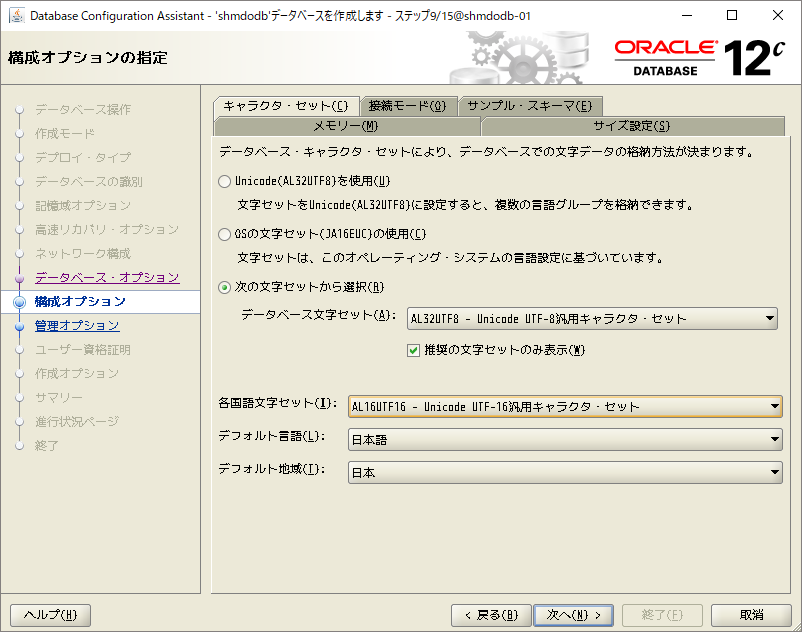 Database Configuration Assistant - 'shmdodb'データベースを作成します - ステップ9/15@shmdodb-01
構成オプションの指定
ORACLE
DATABASE
12c
データベース操作
作成モード
デプロイ・タイプ
データベースの識別
記憶域オプション
高速リカバリ・オプション
ネットワーク構成
データベース・オプション
構成オプション
管理オプション
ユーザー資格証明
作成オプション
サマリー
進行状況ページ
終了
キャラクタ・セット(C) 接続モード(O) サンプル・スキーマ(E)
メモリー(M) サイズ設定(S)
データベース・キャラクタ・セットにより、データベースでの文字データの格納方法が決まります。
Unicode(AL32UTF8)を使用(U)
文字セットをUnicode(AL32UTF8)に設定すると、複数の言語グループを格納できます。
OSの文字セット(JA16EUC)の使用(C)
文字セットは、このオペレーティング・システムの言語設定に基づいています。
次の文字セットから選択(R)
データベース文字セット(A): AL32UTF8 - Unicode UTF-8汎用キャラクタ・セット
推奨の文字セットのみ表示(W)
各国語文字セット(I): AL16UTF16 - Unicode UTF-16汎用キャラクタ・セット
デフォルト言語(L): 日本語
デフォルト地域(T): 日本
ヘルプ(H) < 戻る(B) 次へ(N) > 終了(F) 取消